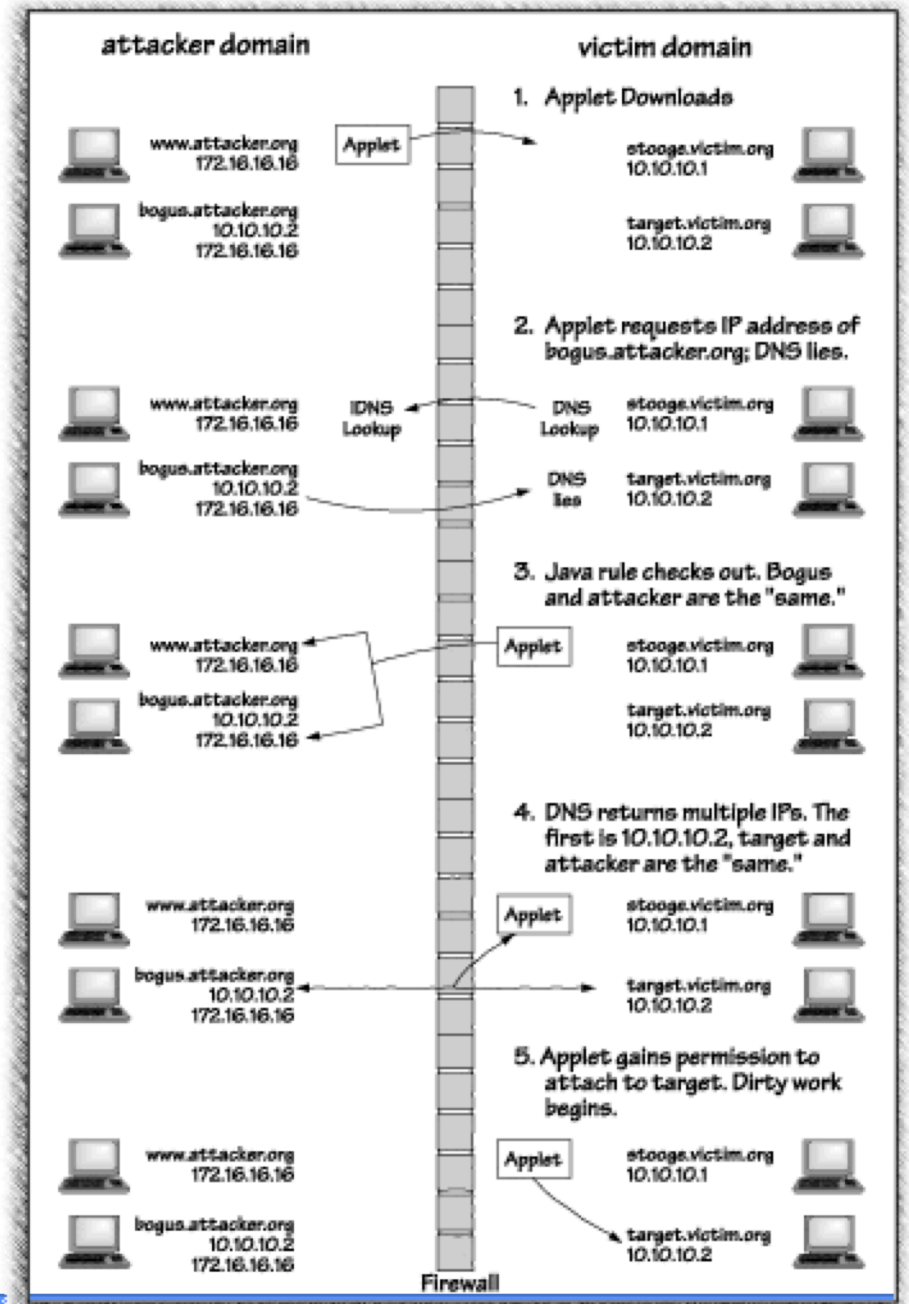 attacker domain
victim domain
1. Applet Downloads
www.attacker.org
172.16.16.16
Applet
stooge.victim.org
10.10.10.1
bogus.attacker.org
10.10.10.2
172.16.16.16
target.victim.org
10.10.10.2
2. Applet requests IP address of
bogus.attacker.org; DNS lies.
www.attacker.org
172.16.16.16
IDNS
Lookup
DNS
Lookup
stooge.victim.org
10.10.10.1
bogus.attacker.org
10.10.10.2
172.16.16.16
DNS
lies
target.victim.org
10.10.10.2
3. Java rule checks out. Bogus
and attacker are the "same."
www.attacker.org
172.16.16.16
Applet
stooge.victim.org
10.10.10.1
bogus.attacker.org
10.10.10.2
172.16.16.16
target.victim.org
10.10.10.2
4. DNS returns multiple IPs. The
first is 10.10.10.2, target and
attacker are the "same."
www.attacker.org
172.16.16.16
Applet
stooge.victim.org
10.10.10.1
bogus.attacker.org
10.10.10.2
172.16.16.16
target.victim.org
10.10.10.2
5. Applet gains permission to
attach to target. Dirty work
begins.
www.attacker.org
172.16.16.16
Applet
stooge.victim.org
10.10.10.1
bogus.attacker.org
10.10.10.2
172.16.16.16
target.victim.org
10.10.10.2
Firewall